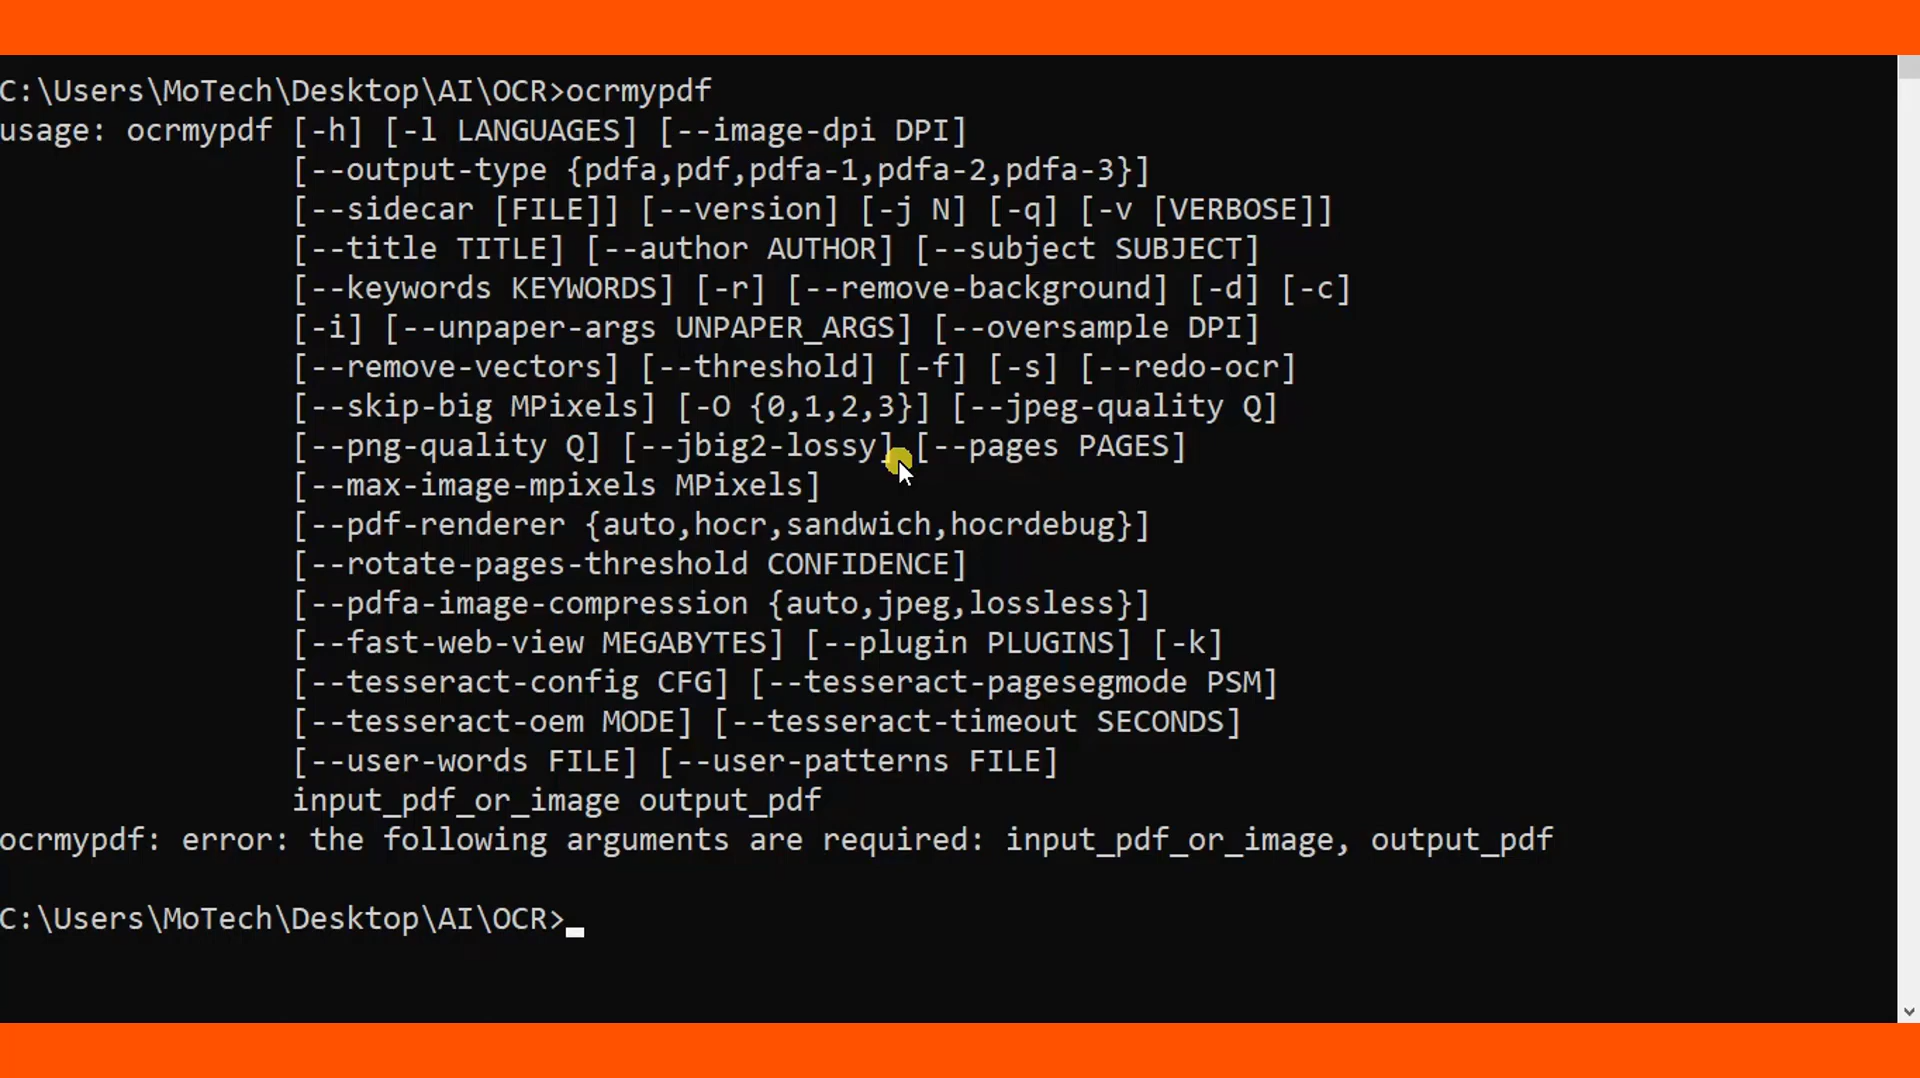 C:\Users\MoTech\Desktop\AI\OCR>ocrmypdf
usage: ocrmypdf [-h] [-l LANGUAGES] [--image-dpi DPI]
[--output-type {pdfa,pdf,pdfa-1,pdfa-2,pdfa-3}]
[--sidecar [FILE]] [--version] [-j N] [-q] [-v [VERBOSE]]
[--title TITLE] [--author AUTHOR] [--subject SUBJECT]
[--keywords KEYWORDS] [-r] [--remove-background] [-d] [-c]
[-i] [--unpaper-args UNPAPER_ARGS] [--oversample DPI]
[--remove-vectors] [--threshold] [-f] [-s] [--redo-ocr]
[--skip-big MPixels] [-O {0,1,2,3}] [--jpeg-quality Q]
[--png-quality Q] [--jbig2-lossy] [--pages PAGES]
[--max-image-mpixels MPixels]
[--pdf-renderer {auto,hocr,sandwich,hocrdebug}]
[--rotate-pages-threshold CONFIDENCE]
[--pdfa-image-compression {auto,jpeg,lossless}]
[--fast-web-view MEGABYTES] [--plugin PLUGINS] [-k]
[--tesseract-config CFG] [--tesseract-pagesegmode PSM]
[--tesseract-oem MODE] [--tesseract-timeout SECONDS]
[--user-words FILE] [--user-patterns FILE]
input_pdf_or_image output_pdf
ocrmypdf: error: the following arguments are required: input_pdf_or_image, output_pdf
C:\Users\MoTech\Desktop\AI\OCR>